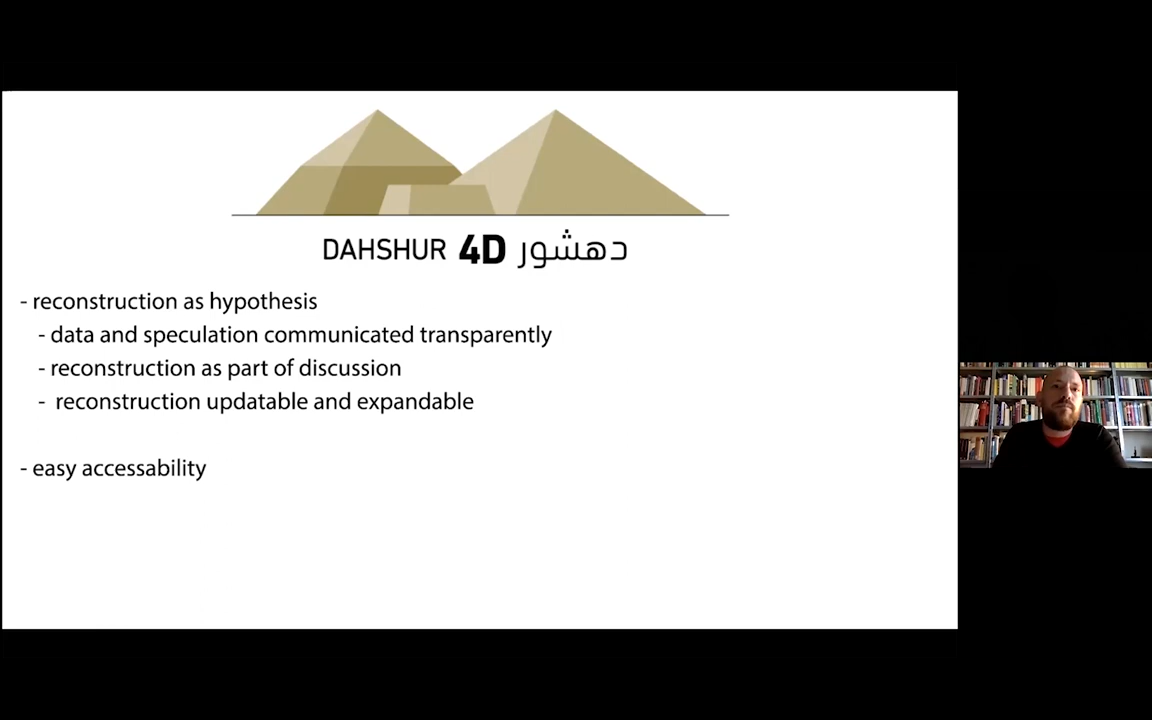 DAHSHUR 4D دهشور
- reconstruction as hypothesis
- data and speculation communicated transparently
- reconstruction as part of discussion
- reconstruction updatable and expandable
- easy accessability